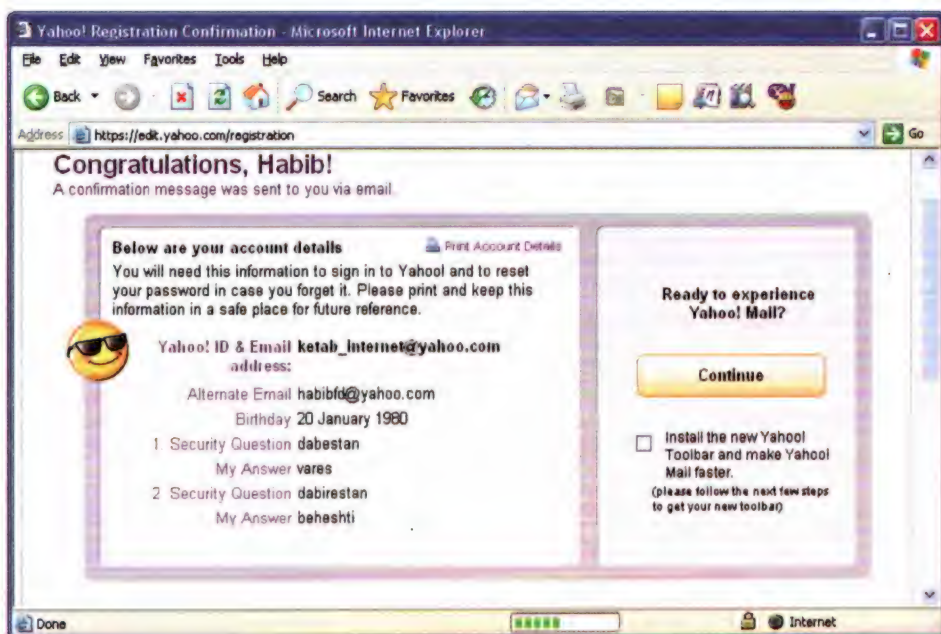 Yahoo! Registration Confirmation - Microsoft Internet Explorer
File Edit View Favorites Tools Help
Back Search Favorites
Address https://edit.yahoo.com/registration Go
Congratulations, Habib!
A confirmation message was sent to you via email.
Below are your account details Print Account Details
You will need this information to sign in to Yahoo! and to reset
your password in case you forget it. Please print and keep this
information in a safe place for future reference.
Yahoo! ID & Email ketab_internet@yahoo.com
address:
Alternate Email habibfd@yahoo.com
Birthday 20 January 1980
1 Security Question dabestan
My Answer vares
2 Security Question dabirestan
My Answer beheshti
Ready to experience
Yahoo! Mail?
Continue
Install the new Yahoo!
Toolbar and make Yahoo!
Mail faster.
(please follow the next few steps
to get your new toolbar)
Done Internet